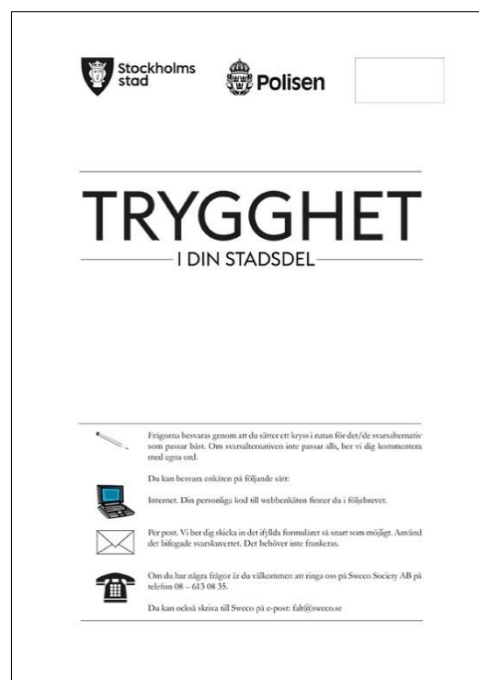 Stockholms
stad
Polisen
TRYGGHET
I DIN STADSDEL
Frågorna besvaras genom att du sätter ett kryss i rutan för det/de svarsalternativ
som passar bäst. Om svarsalternativen inte passar alls, ber vi dig kommentera
med egna ord.
Du kan besvara enkäten på följande sätt:
Internet. Din personliga kod till webbenkäten finner du i följebrevet.
Per post. Vi ber dig skicka in det ifyllda formuläret så snart som möjligt. Använd
det bifogade svarskuvertet. Det behöver inte frankeras.
Om du har några frågor är du välkommen att ringa oss på Sweco Society AB på
telefon 08 – 613 08 35.
Du kan också skriva till Sweco på e-post: falt@sweco.se